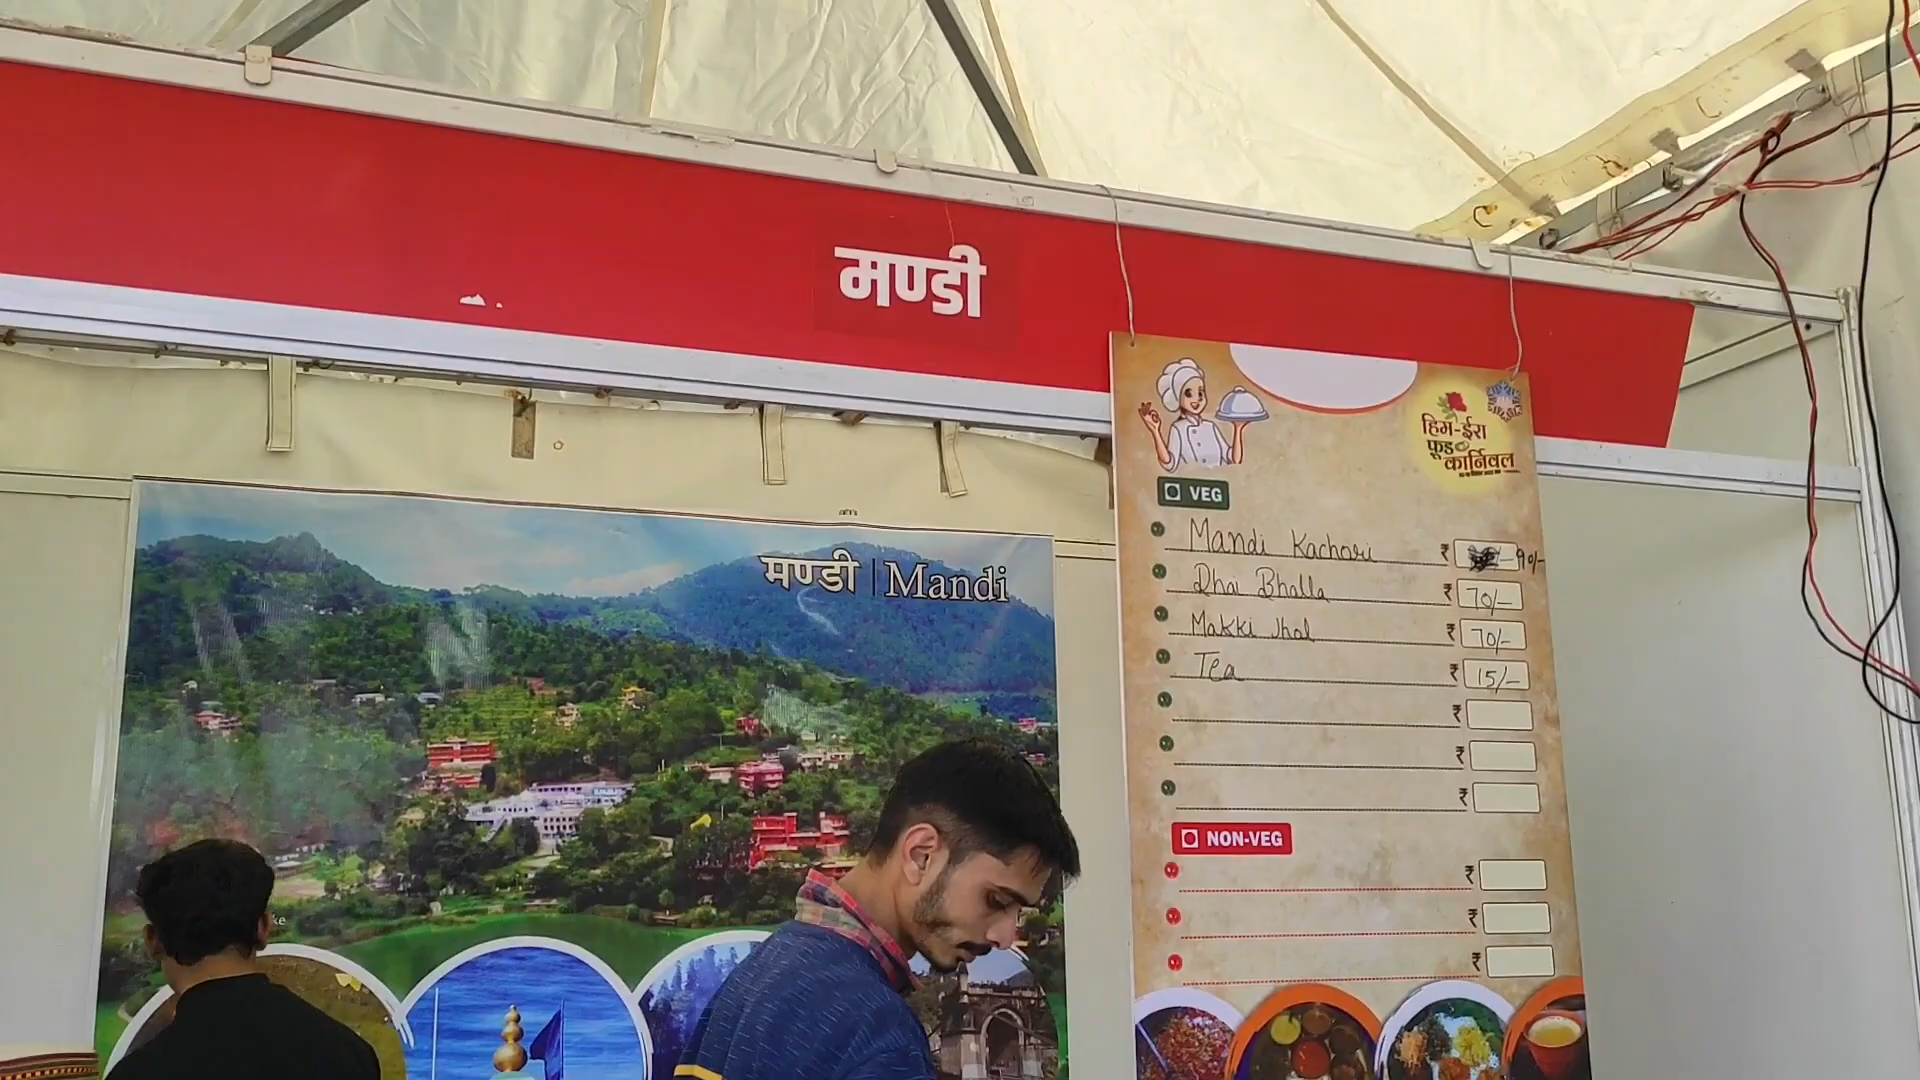 मण्डी
हिम-ईरा
फूड
कार्निवल
VEG
Mandi Kachori ₹ 90/-
Dhai Bhalla ₹ 70/-
Makki Jhol ₹ 70/-
Tea ₹ 15/-
₹
₹
₹
NON-VEG
₹
₹
₹
मण्डी | Mandi
ke